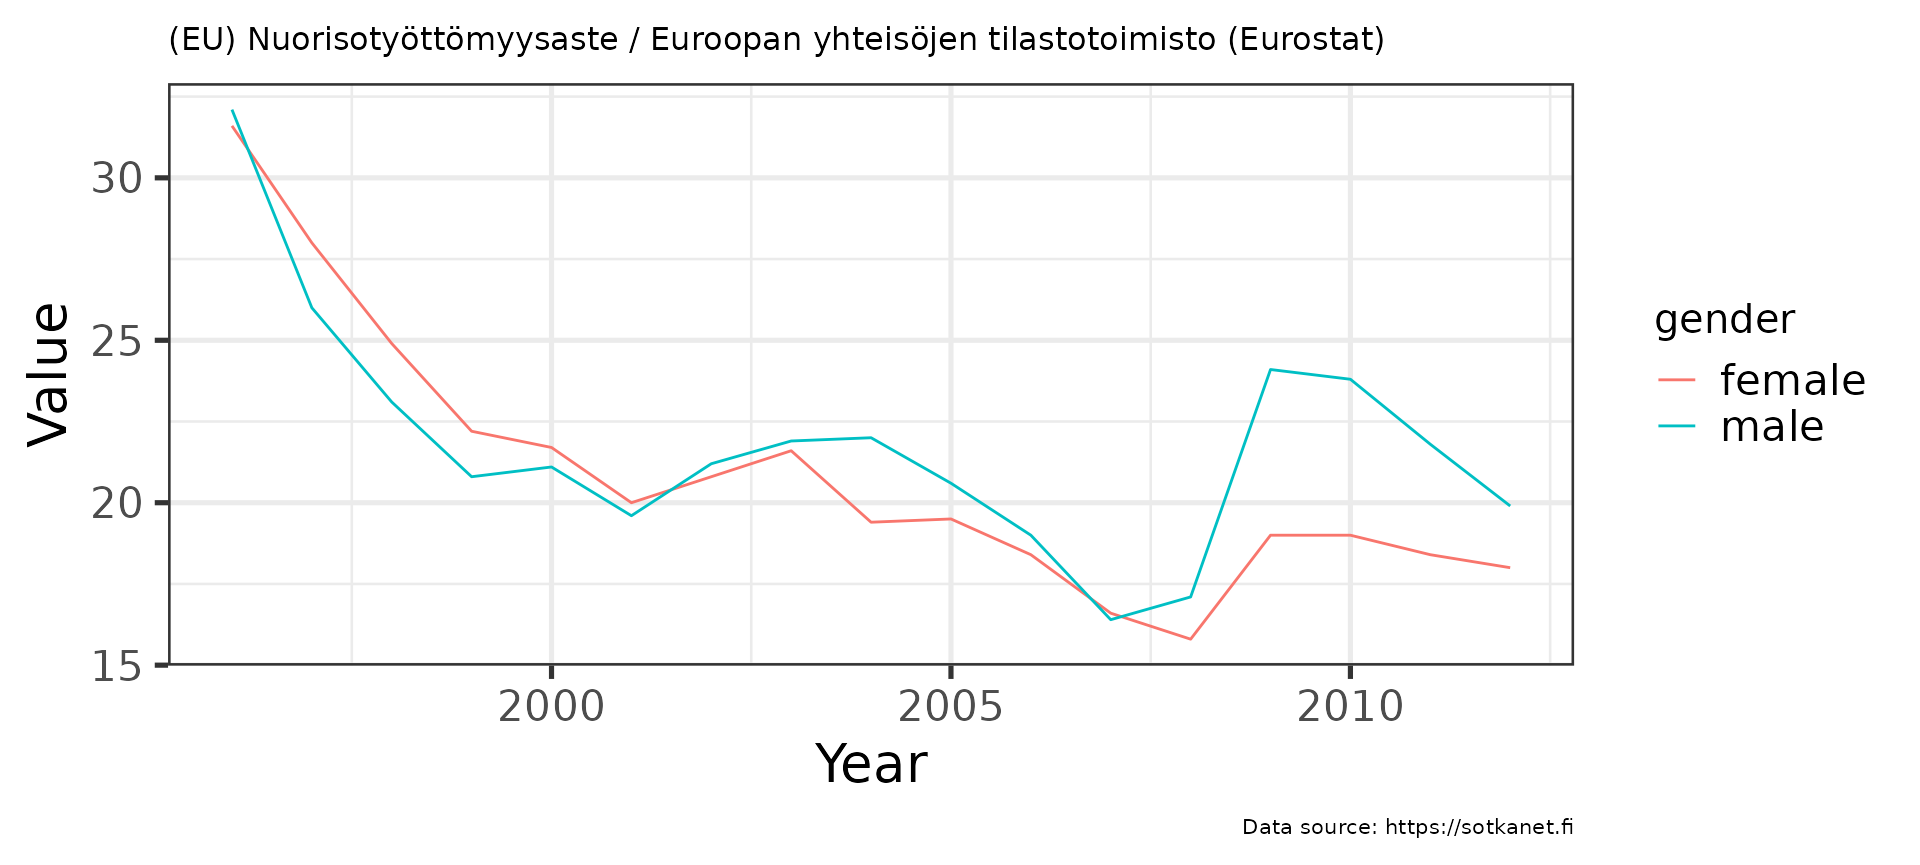 (EU) Nuorisotyöttömyysaste / Euroopan yhteisöjen tilastotoimisto (Eurostat)
Value
30
25
20
15
2000 2005 2010
Year
gender
female
male
Data source: https://sotkanet.fi